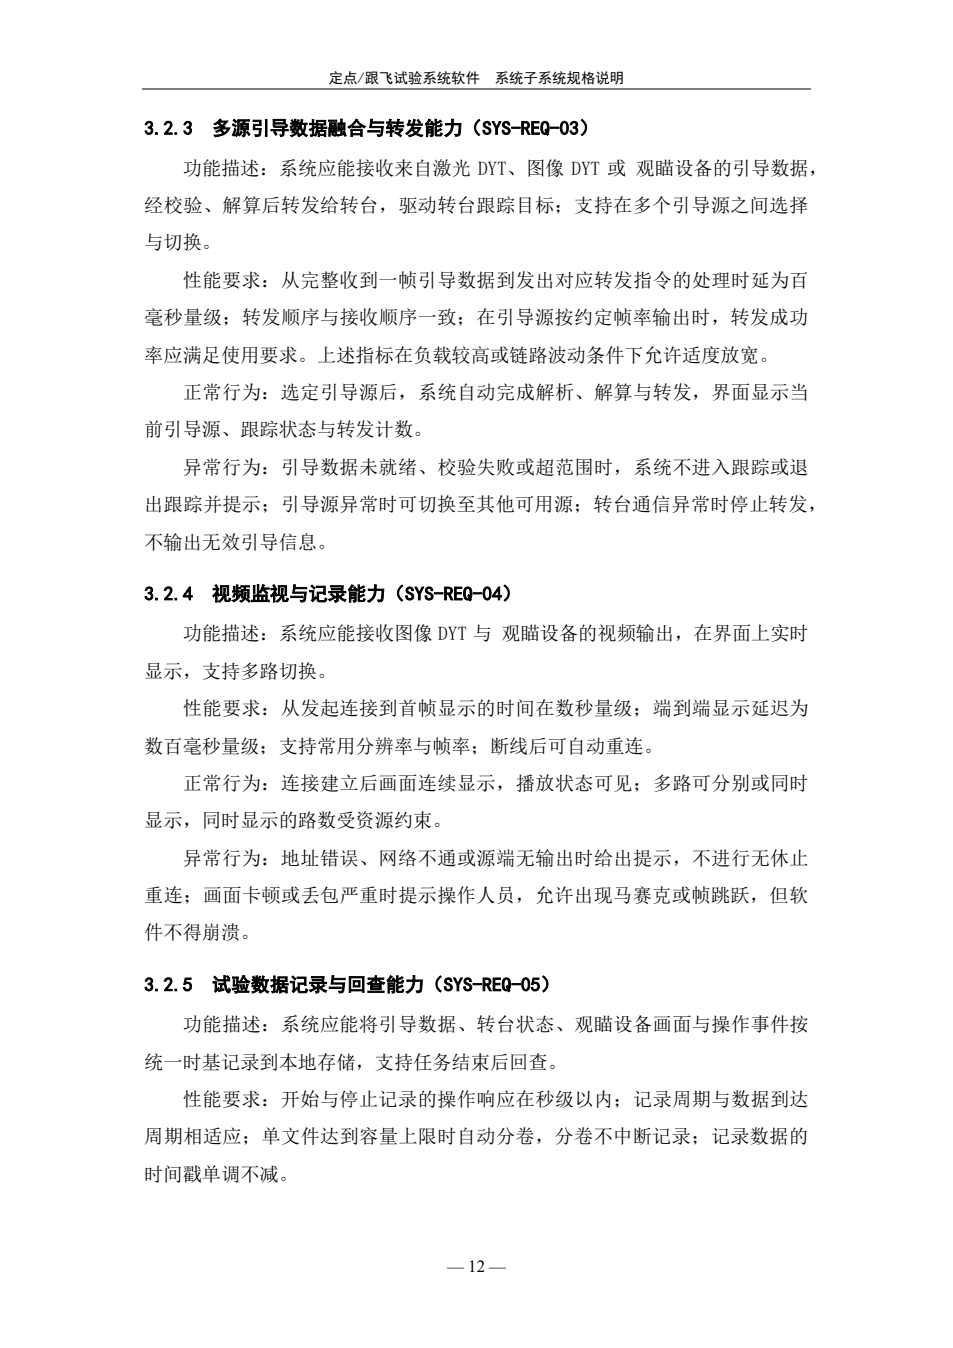 定点/跟飞试验系统软件　系统子系统规格说明
3.2.3　多源引导数据融合与转发能力（SYS-REQ-03）
功能描述：系统应能接收来自激光 DYT、图像 DYT 或 观瞄设备的引导数据，
经校验、解算后转发给转台，驱动转台跟踪目标；支持在多个引导源之间选择
与切换。
性能要求：从完整收到一帧引导数据到发出对应转发指令的处理时延为百
毫秒量级；转发顺序与接收顺序一致；在引导源按约定帧率输出时，转发成功
率应满足使用要求。上述指标在负载较高或链路波动条件下允许适度放宽。
正常行为：选定引导源后，系统自动完成解析、解算与转发，界面显示当
前引导源、跟踪状态与转发计数。
异常行为：引导数据未就绪、校验失败或超范围时，系统不进入跟踪或退
出跟踪并提示；引导源异常时可切换至其他可用源；转台通信异常时停止转发，
不输出无效引导信息。
3.2.4　视频监视与记录能力（SYS-REQ-04）
功能描述：系统应能接收图像 DYT 与 观瞄设备的视频输出，在界面上实时
显示，支持多路切换。
性能要求：从发起连接到首帧显示的时间在数秒量级；端到端显示延迟为
数百毫秒量级；支持常用分辨率与帧率；断线后可自动重连。
正常行为：连接建立后画面连续显示，播放状态可见；多路可分别或同时
显示，同时显示的路数受资源约束。
异常行为：地址错误、网络不通或源端无输出时给出提示，不进行无休止
重连；画面卡顿或丢包严重时提示操作人员，允许出现马赛克或帧跳跃，但软
件不得崩溃。
3.2.5　试验数据记录与回查能力（SYS-REQ-05）
功能描述：系统应能将引导数据、转台状态、观瞄设备画面与操作事件按
统一时基记录到本地存储，支持任务结束后回查。
性能要求：开始与停止记录的操作响应在秒级以内；记录周期与数据到达
周期相适应；单文件达到容量上限时自动分卷，分卷不中断记录；记录数据的
时间戳单调不减。
— 12 —